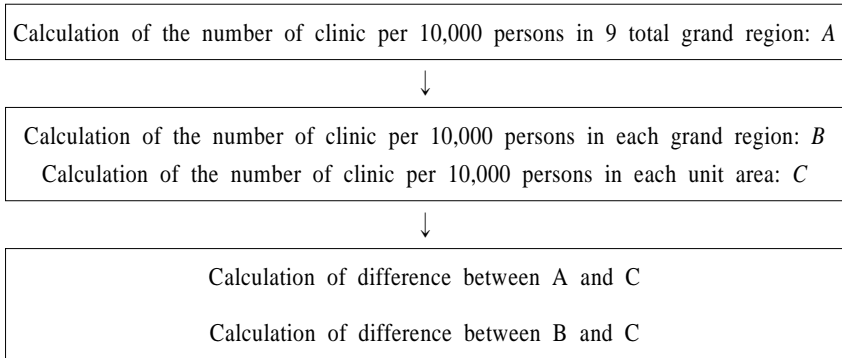 Calculation of the number of clinic per 10,000 persons in 9 total grand region: A
↓
Calculation of the number of clinic per 10,000 persons in each grand region: B
Calculation of the number of clinic per 10,000 persons in each unit area: C
↓
Calculation of difference between A and C
Calculation of difference between B and C